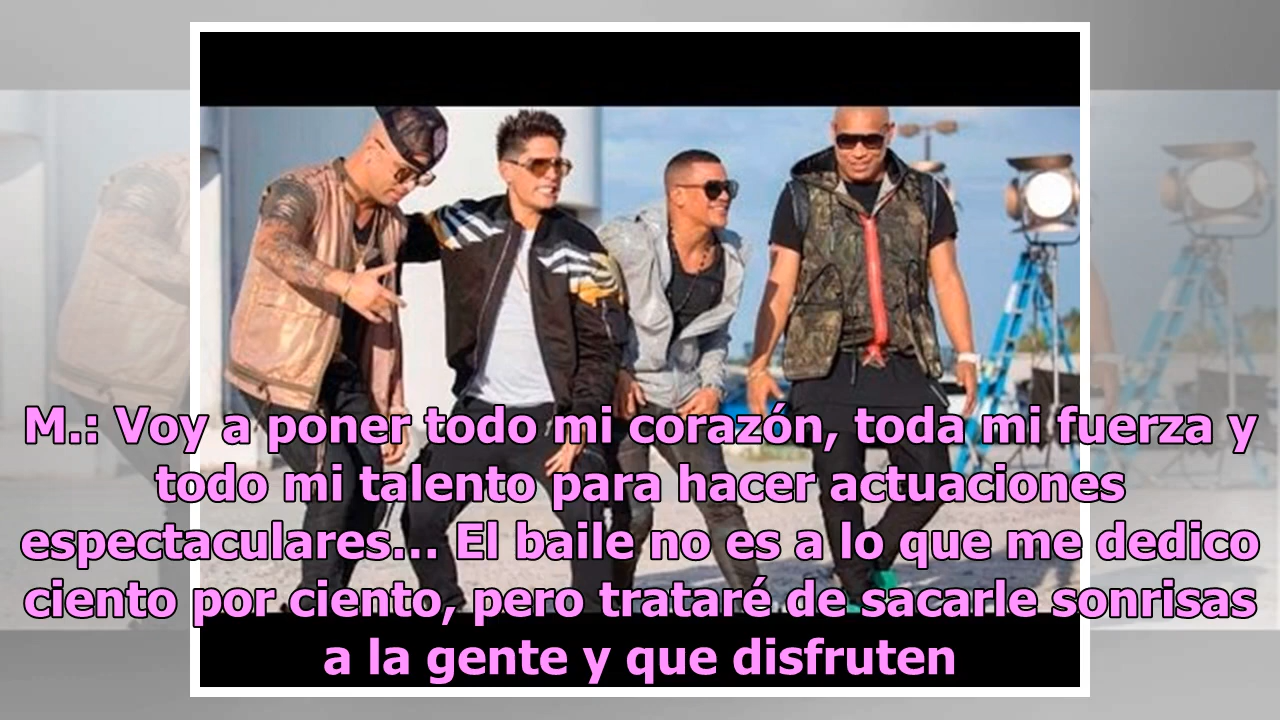 M.: Voy a poner todo mi corazón, toda mi fuerza y
todo mi talento para hacer actuaciones
espectaculares... El baile no es a lo que me dedico
ciento por ciento, pero trataré de sacarle sonrisas
a la gente y que disfruten